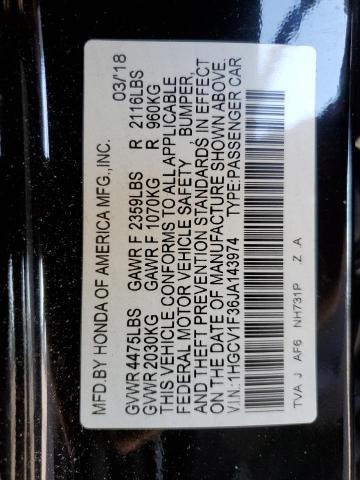 MFD.BY HONDA OF AMERICA MFG.,INC. 03/'18
GVWR 4475LBS GAWR F 2359LBS R 2116LBS
GVWR 2030KG GAWR F 1070KG R 960KG
THIS VEHICLE CONFORMS TO ALL APPLICABLE
FEDERAL MOTOR VEHICLE SAFETY BUMPER,
AND THEFT PREVENTION STANDARDS IN EFFECT
ON THE DATE OF MANUFACTURE SHOWN ABOVE.
V.I.N.:1HGCV1F36JA143974 TYPE:PASSENGER CAR
TVA J AF6 NH731P .Z .A